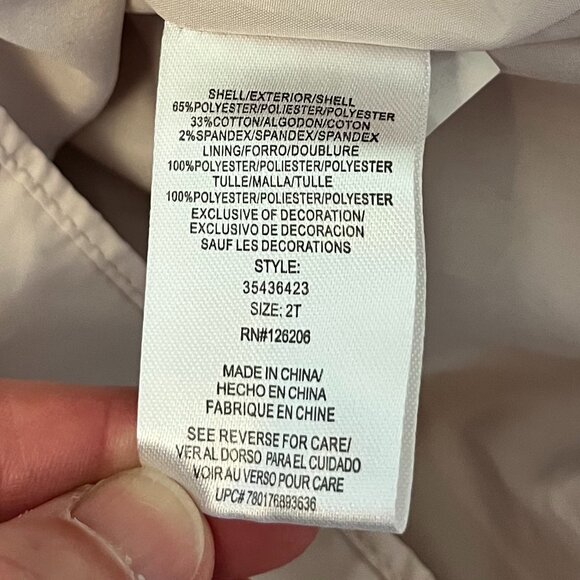 SHELL/EXTERIOR/SHELL
65%POLYESTER/POLIESTER/POLYESTER
33%COTTON/ALGODON/COTON
2%SPANDEX/SPANDEX/SPANDEX
LINING/FORRO/DOUBLURE
100%POLYESTER/POLIESTER/POLYESTER
TULLE/MALLA/TULLE
100%POLYESTER/POLIESTER/POLYESTER
EXCLUSIVE OF DECORATION/
EXCLUSIVO DE DECORACION
SAUF LES DECORATIONS
STYLE:
35436423
SIZE: 2T
RN#126206
MADE IN CHINA/
HECHO EN CHINA
FABRIQUE EN CHINE
SEE REVERSE FOR CARE/
VER AL DORSO PARA EL CUIDADO
VOIR AU VERSO POUR CARE
UPC# 780176893636